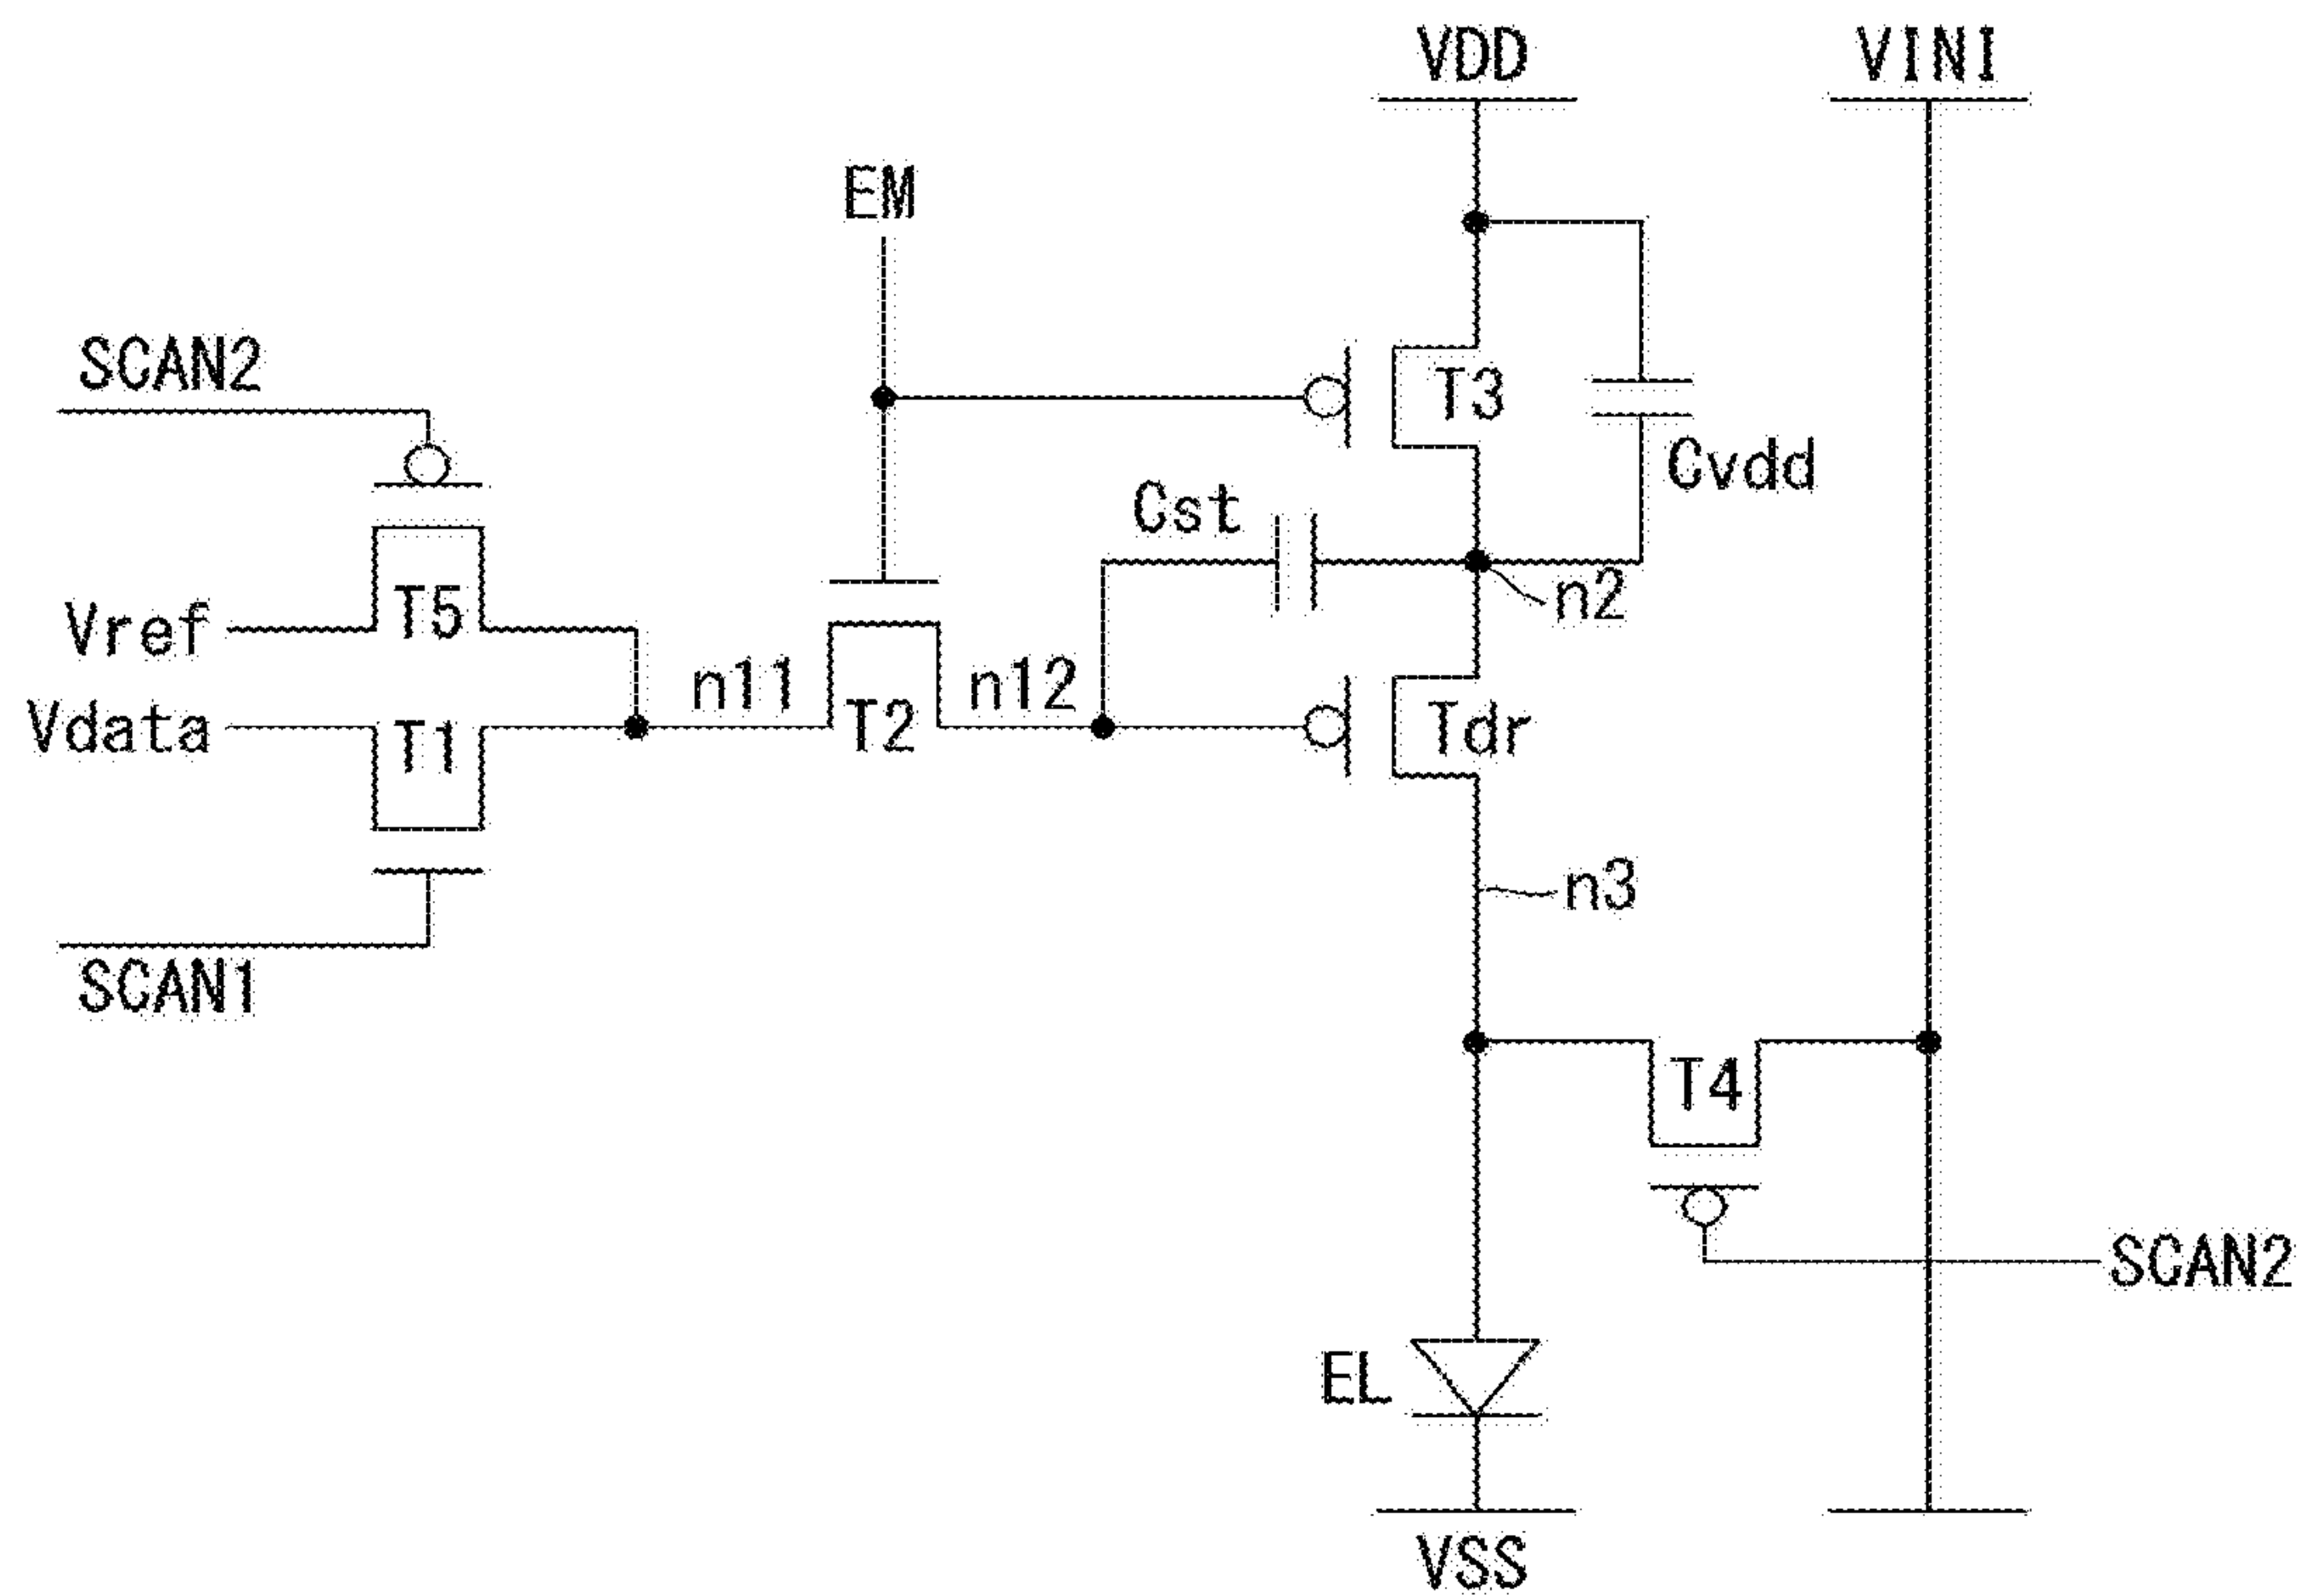 VDD
VINI
EM
SCAN2
T3
Cvdd
Cst
n2
T5
Vref
n11
n12
Vdata
T1
T2
Tdr
n3
SCAN1
T4
SCAN2
EL
VSS